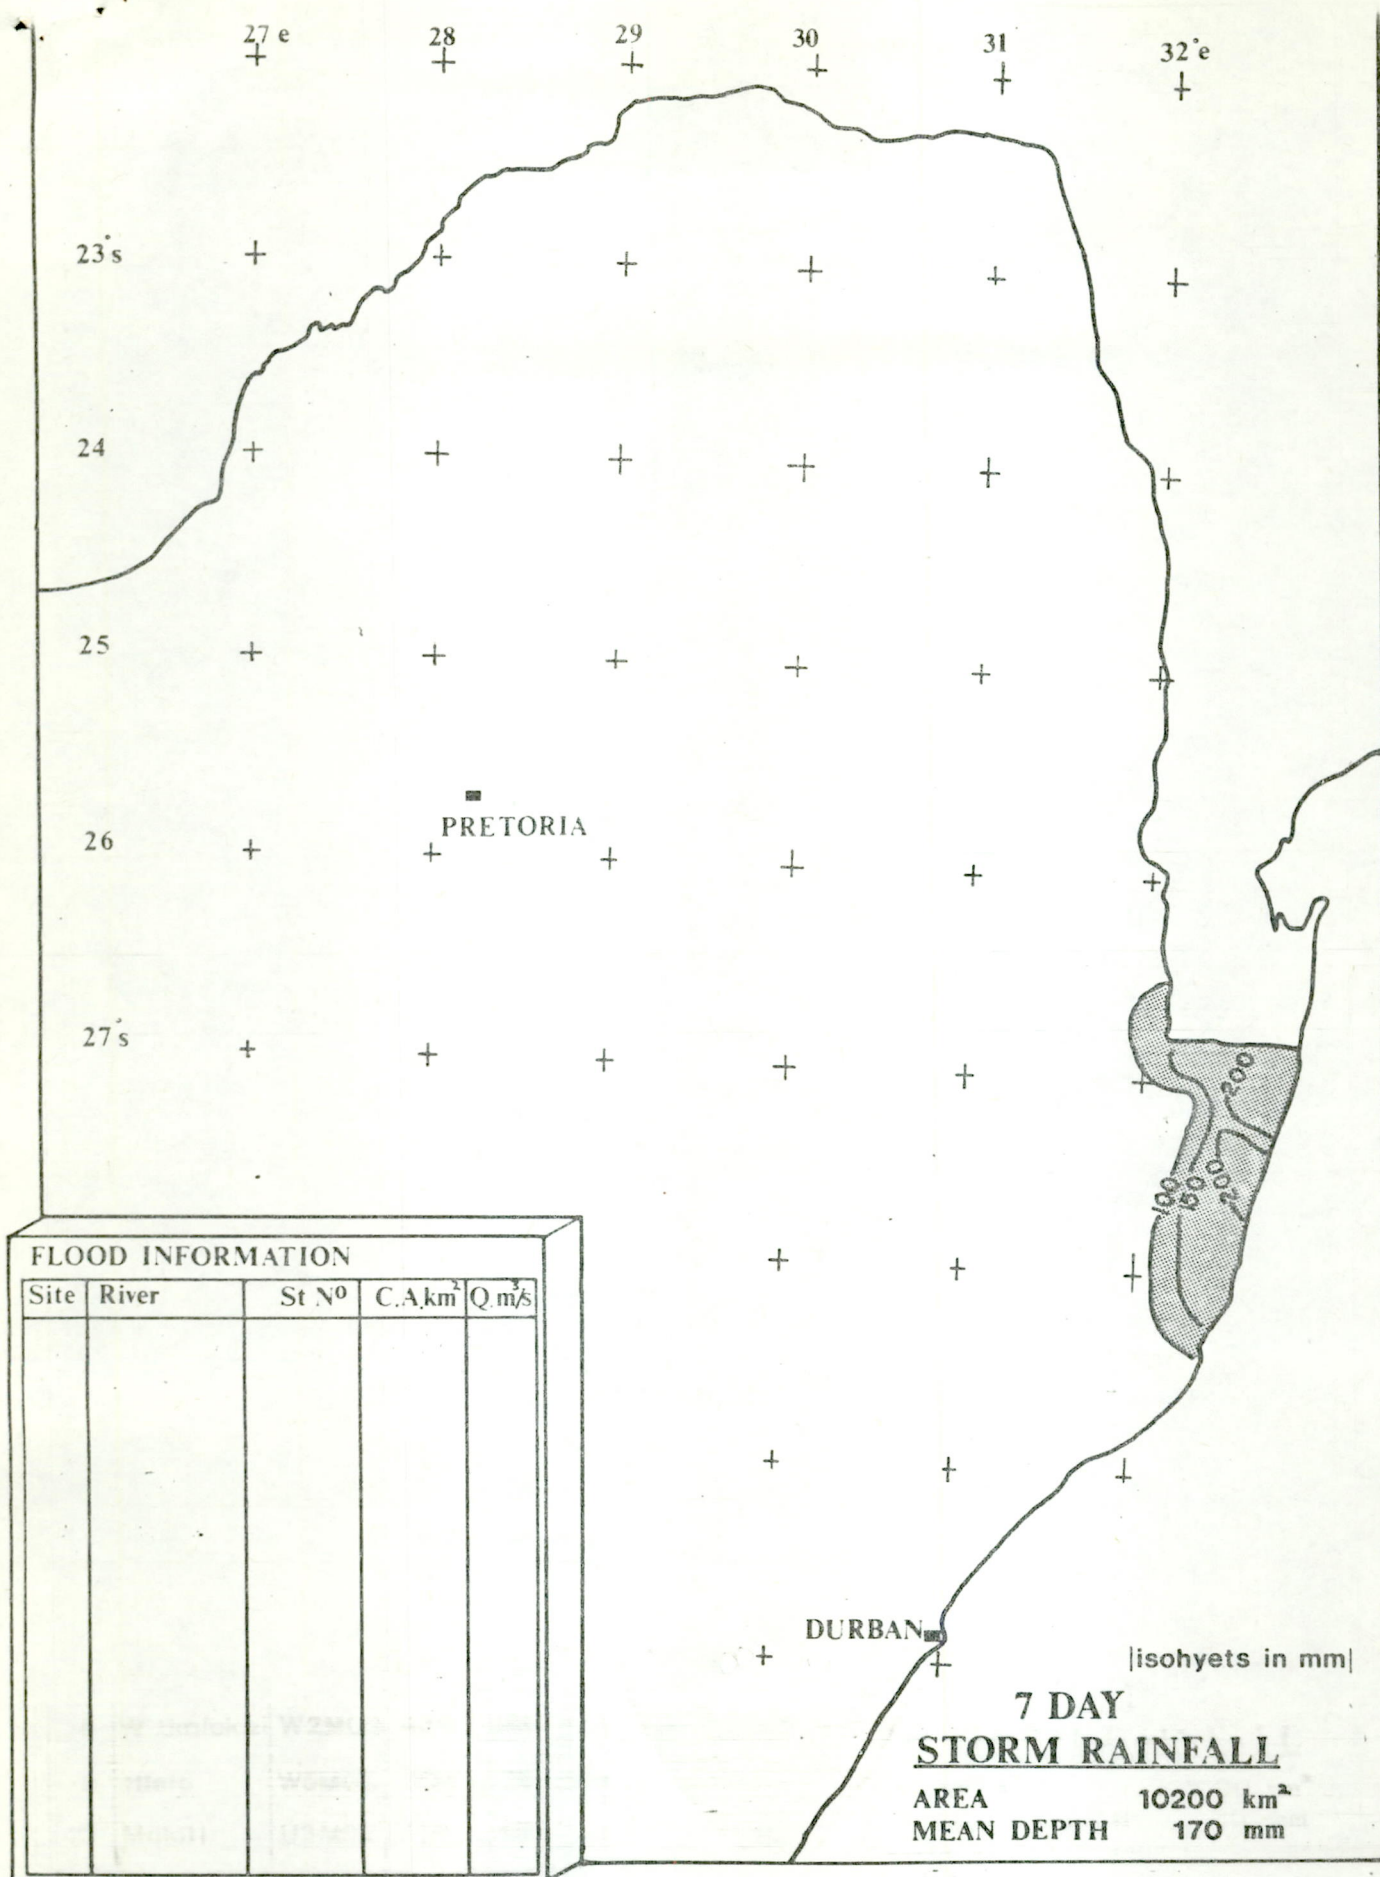 27 e 28 29 30 31 32°e
23°s
24
25
PRETORIA
26
27°s
200
200
150
100
FLOOD INFORMATION
Site River St Nº C.A.km² Q.m³/s
DURBAN
|isohyets in mm|
7 DAY
STORM RAINFALL
AREA 10200 km²
MEAN DEPTH 170 mm